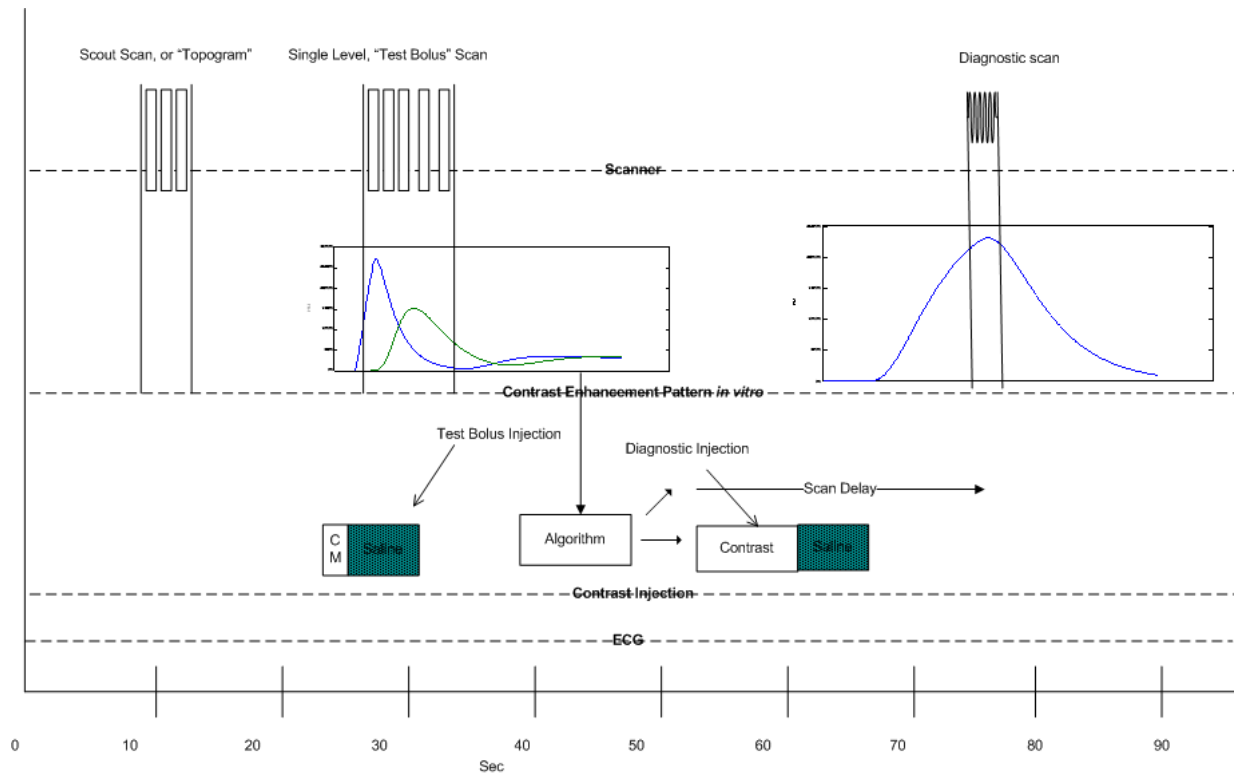 Scout Scan, or “Topogram”
Single Level, “Test Bolus” Scan
Diagnostic scan
Scanner
Contrast Enhancement Pattern in vitro
Test Bolus Injection
Diagnostic Injection
Scan Delay
C
M
Saline
Algorithm
Contrast
Saline
Contrast Injection
ECG
0 10 20 30 40 50 60 70 80 90
Sec